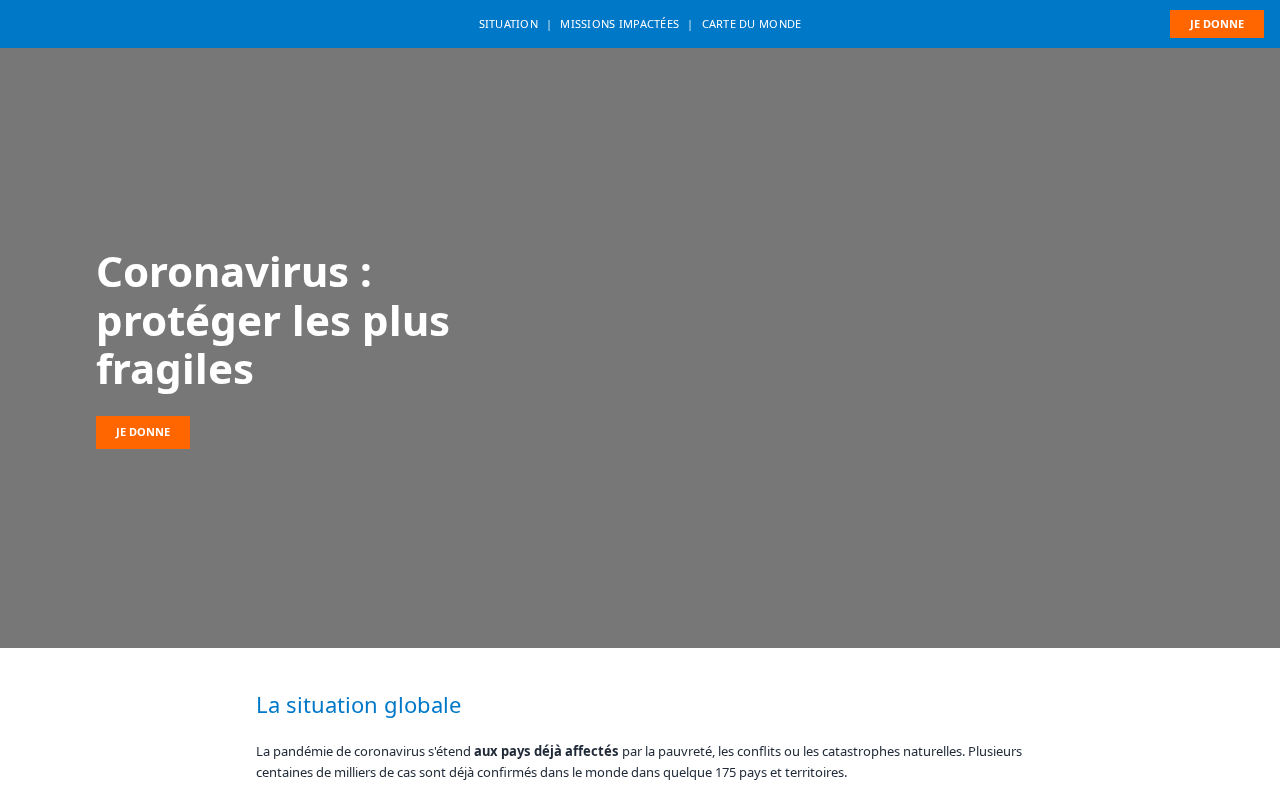 SITUATION | MISSIONS IMPACTÉES | CARTE DU MONDE
JE DONNE
Coronavirus :
protéger les plus
fragiles
JE DONNE
La situation globale
La pandémie de coronavirus s'étend aux pays déjà affectés par la pauvreté, les conflits ou les catastrophes naturelles. Plusieurs
centaines de milliers de cas sont déjà confirmés dans le monde dans quelque 175 pays et territoires.